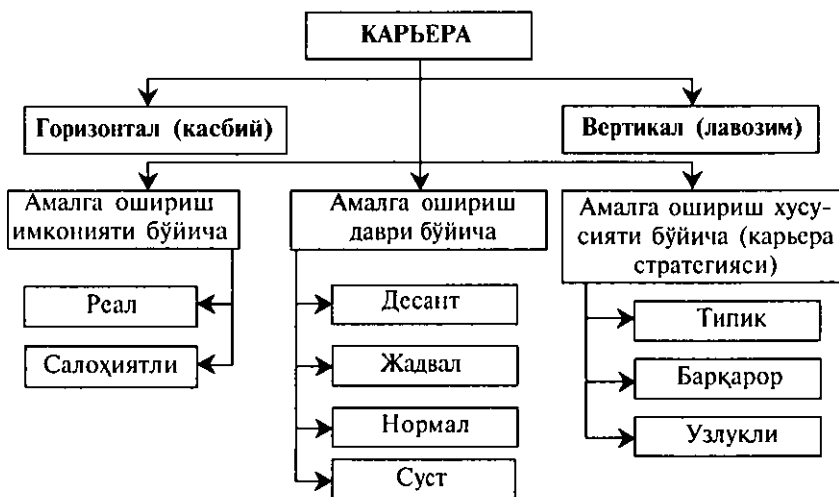 КАРЬЕРА
Горизонтал (касбий)
Вертикал (лавозим)
Амалга ошириш
имконияти бўйича
Реал
Салоҳиятли
Амалга ошириш
даври бўйича
Десант
Жадвал
Нормал
Суст
Амалга ошириш хусу-
сияти бўйича (карьера
стратегияси)
Типик
Барқарор
Узлуқли